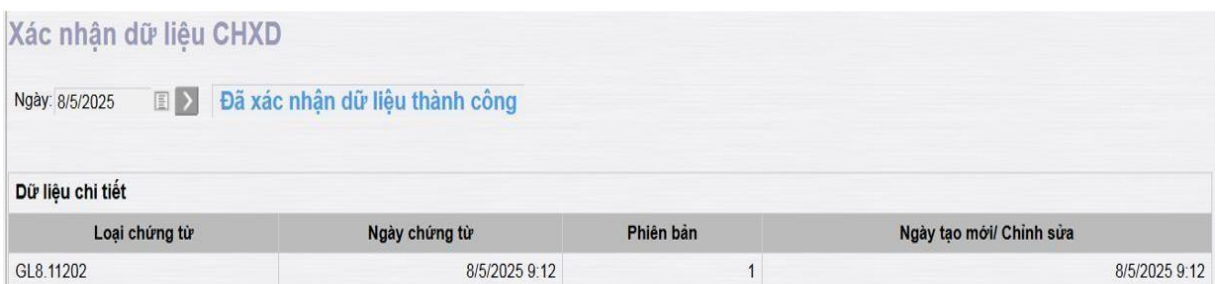 Xác nhận dữ liệu CHXD
Ngày: 8/5/2025 Đã xác nhận dữ liệu thành công
Dữ liệu chi tiết
Loại chứng từ Ngày chứng từ Phiên bản Ngày tạo mới/ Chỉnh sửa
GL8.11202 8/5/2025 9:12 1 8/5/2025 9:12